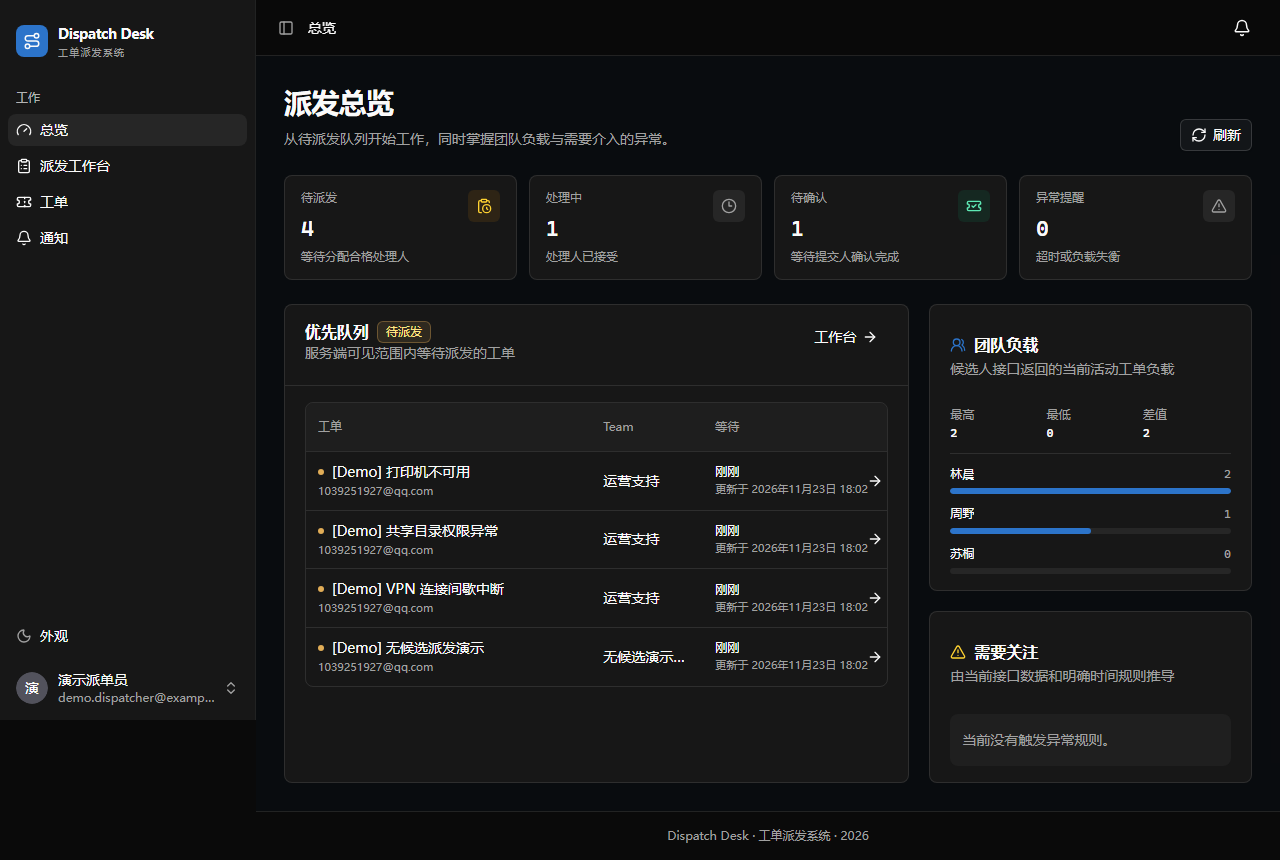 Dispatch Desk
工单派发系统
工作
总览
派发工作台
工单
通知
外观
演
演示派单员
demo.dispatcher@examp...
总览
派发总览
从待派发队列开始工作，同时掌握团队负载与需要介入的异常。
刷新
待派发
4
等待分配合格处理人
处理中
1
处理人已接受
待确认
1
等待提交人确认完成
异常提醒
0
超时或负载失衡
优先队列 待派发
服务端可见范围内等待派发的工单
工作台
工单 Team 等待
[Demo] 打印机不可用
1039251927@qq.com
运营支持
刚刚
更新于 2026年11月23日 18:02
[Demo] 共享目录权限异常
1039251927@qq.com
运营支持
刚刚
更新于 2026年11月23日 18:02
[Demo] VPN 连接间歇中断
1039251927@qq.com
运营支持
刚刚
更新于 2026年11月23日 18:02
[Demo] 无候选派发演示
1039251927@qq.com
无候选演示...
刚刚
更新于 2026年11月23日 18:02
团队负载
候选人接口返回的当前活动工单负载
最高 最低 差值
2 0 2
林晨 2
周野 1
苏桐 0
需要关注
由当前接口数据和明确时间规则推导
当前没有触发异常规则。
Dispatch Desk · 工单派发系统 · 2026